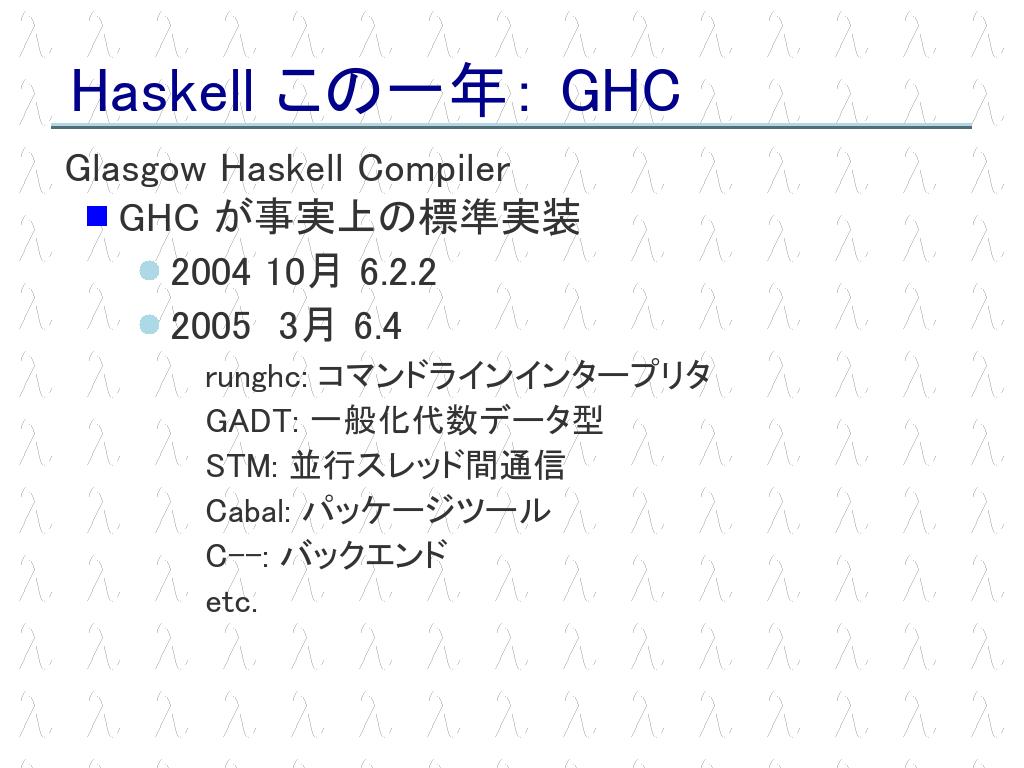 Haskell この一年： GHC
Glasgow Haskell Compiler
GHC が事実上の標準実装
2004 10月 6.2.2
2005 3月 6.4
runghc: コマンドラインインタープリタ
GADT: 一般化代数データ型
STM: 並行スレッド間通信
Cabal: パッケージツール
C--: バックエンド
etc.